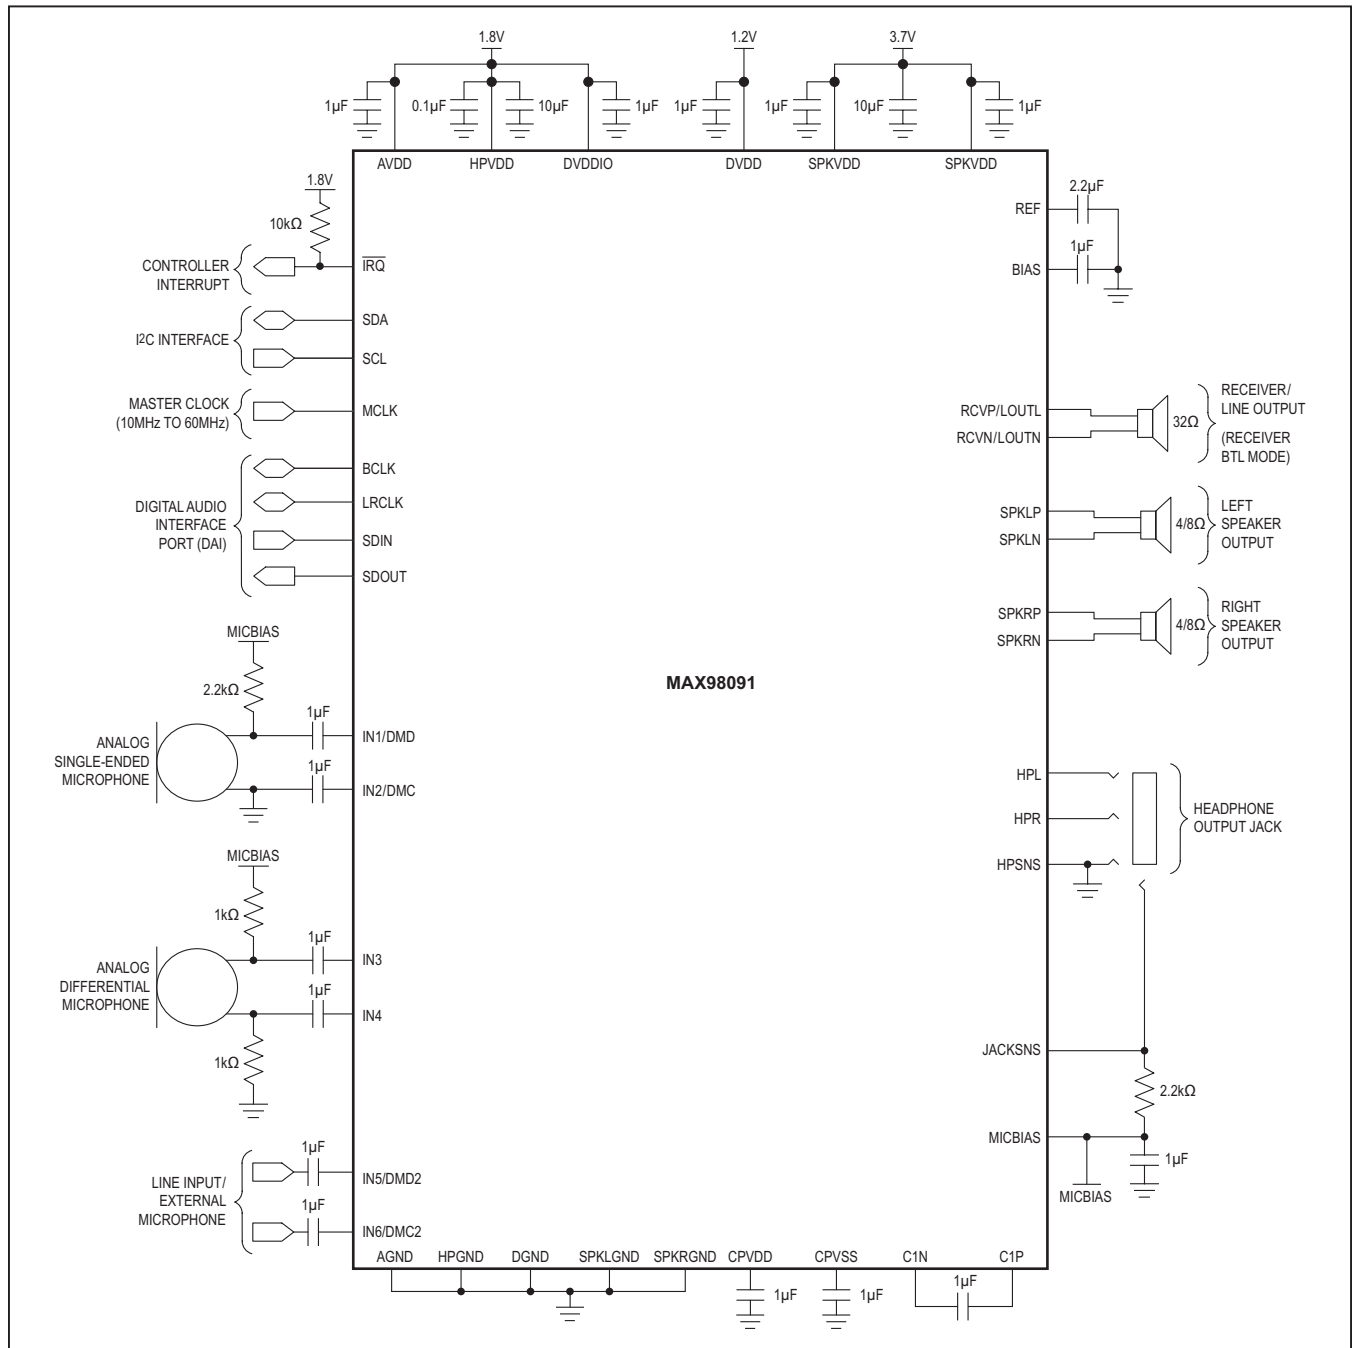 1.8V
1.2V
3.7V
1µF
0.1µF
10µF
1µF
1µF
1µF
10µF
1µF
AVDD
HPVDD
DVDDIO
DVDD
SPKVDD
SPKVDD
1.8V
10kΩ
CONTROLLER
INTERRUPT
IRQ
I2C INTERFACE
SDA
SCL
MASTER CLOCK
(10MHz TO 60MHz)
MCLK
DIGITAL AUDIO
INTERFACE
PORT (DAI)
BCLK
LRCLK
SDIN
SDOUT
MICBIAS
2.2kΩ
1µF
ANALOG
SINGLE-ENDED
MICROPHONE
IN1/DMD
1µF
IN2/DMC
MICBIAS
1kΩ
1µF
ANALOG
DIFFERENTIAL
MICROPHONE
IN3
1µF
IN4
1kΩ
LINE INPUT/
EXTERNAL
MICROPHONE
1µF
IN5/DMD2
1µF
IN6/DMC2
MAX98091
REF
2.2µF
1µF
BIAS
RCVP/LOUTL
RCVN/LOUTN
32Ω
RECEIVER/
LINE OUTPUT
(RECEIVER
BTL MODE)
SPKLP
SPKLN
4/8Ω
LEFT
SPEAKER
OUTPUT
SPKRP
SPKRN
4/8Ω
RIGHT
SPEAKER
OUTPUT
HPL
HPR
HPSNS
HEADPHONE
OUTPUT JACK
JACKSNS
2.2kΩ
MICBIAS
1µF
MICBIAS
AGND
HPGND
DGND
SPKLGND
SPKRGND
CPVDD
CPVSS
C1N
C1P
1µF
1µF
1µF